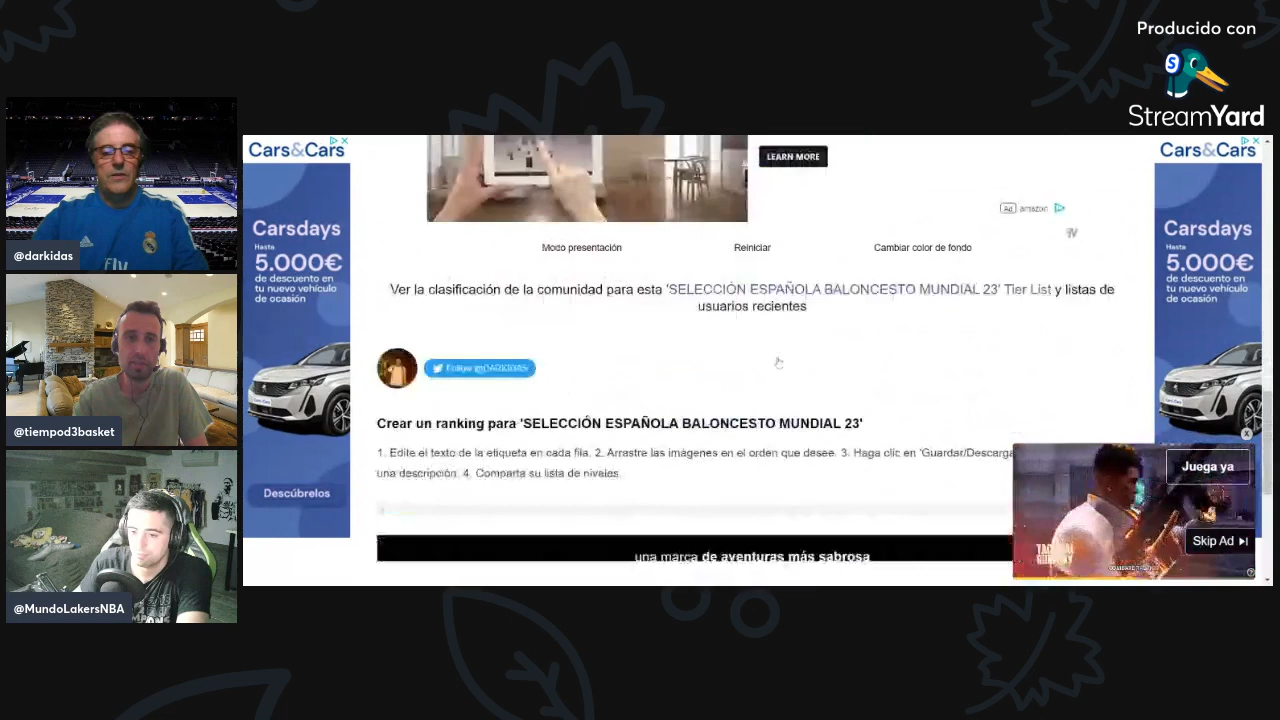 Producido con
StreamYard
@darkidas
@tiempod3basket
@MundoLakersNBA
Cars&Cars
Carsdays
Hasta
5.000€
de descuento en
tu nuevo vehículo
de ocasión
Descúbrelos
LEARN MORE
Ad amazon
Modo presentación
Reiniciar
Cambiar color de fondo
Ver la clasificación de la comunidad para esta 'SELECCIÓN ESPAÑOLA BALONCESTO MUNDIAL 23' Tier List y listas de
usuarios recientes
Crear un ranking para 'SELECCIÓN ESPAÑOLA BALONCESTO MUNDIAL 23'
1. Edite el texto de la etiqueta en cada fila. 2. Arrastre las imágenes en el orden que desee. 3. Haga clic en 'Guardar/Descarga
una descripción. 4. Comparta su lista de niveles.
una marca de aventuras más sabrosa
Cars&Cars
Carsdays
Hasta
5.000€
de descuento en
tu nuevo vehículo
de ocasión
Juega ya
Skip Ad